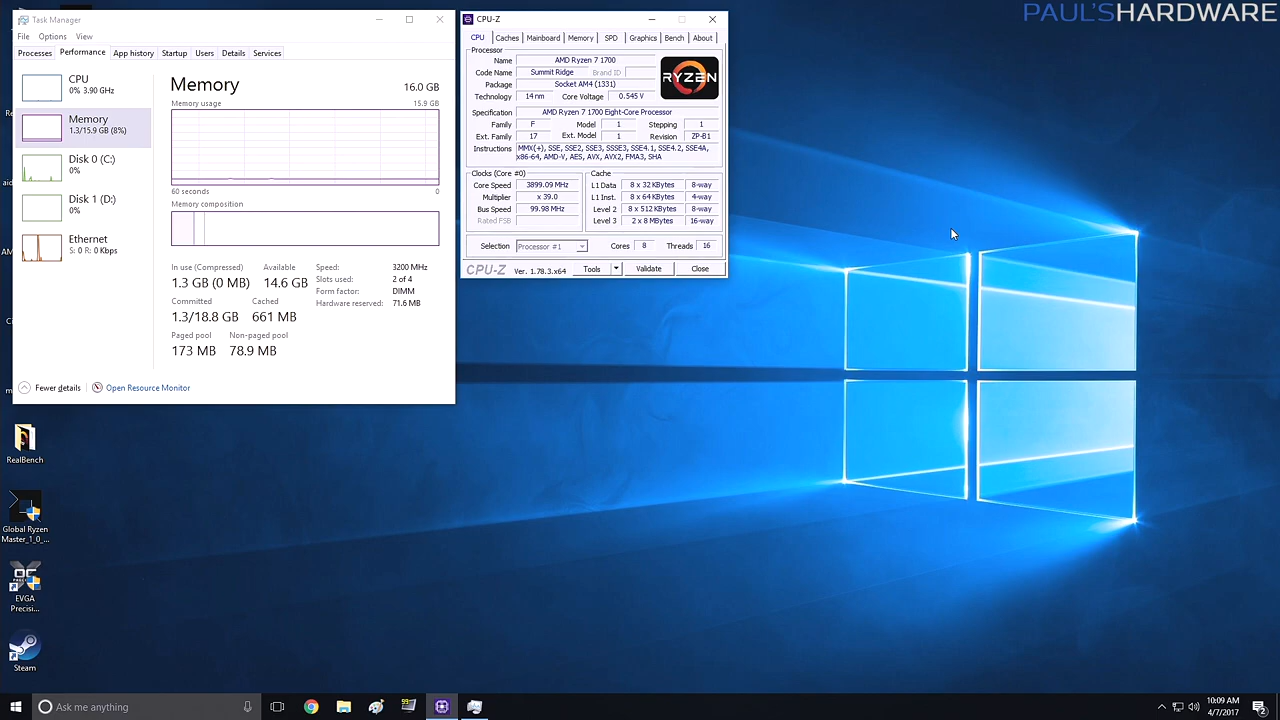 PAUL'SHARDWARE
Task Manager
File Options View
Processes Performance App history Startup Users Details Services
CPU
0% 3.90 GHz
Memory
1.3/15.9 GB (8%)
Disk 0 (C:)
0%
Disk 1 (D:)
0%
Ethernet
S: 0 R: 0 Kbps
Memory 16.0 GB
Memory usage 15.9 GB
60 seconds 0
Memory composition
In use (Compressed) Available
1.3 GB (0 MB) 14.6 GB
Committed Cached
1.3/18.8 GB 661 MB
Paged pool Non-paged pool
173 MB 78.9 MB
Speed: 3200 MHz
Slots used: 2 of 4
Form factor: DIMM
Hardware reserved: 71.6 MB
Fewer details Open Resource Monitor
CPU-Z
CPU Caches Mainboard Memory SPD Graphics Bench About
Processor
Name AMD Ryzen 7 1700
Code Name Summit Ridge Brand ID
Package Socket AM4 (1331)
Technology 14 nm Core Voltage 0.545 V
RYZEN
Specification AMD Ryzen 7 1700 Eight-Core Processor
Family F Model 1 Stepping 1
Ext. Family 17 Ext. Model 1 Revision ZP-B1
Instructions MMX(+), SSE, SSE2, SSE3, SSSE3, SSE4.1, SSE4.2, SSE4A,
x86-64, AMD-V, AES, AVX, AVX2, FMA3, SHA
Clocks (Core #0)
Core Speed 3899.09 MHz
Multiplier x 39.0
Bus Speed 99.98 MHz
Rated FSB
Cache
L1 Data 8 x 32 KBytes 8-way
L1 Inst. 8 x 64 KBytes 4-way
Level 2 8 x 512 KBytes 8-way
Level 3 2 x 8 MBytes 16-way
Selection Processor #1 Cores 8 Threads 16
CPU-Z Ver. 1.78.3.x64 Tools Validate Close
RealBench
Global Ryzen
Master_1_0_...
EVGA
Precisi...
Steam
Ask me anything
10:09 AM
4/7/2017
2